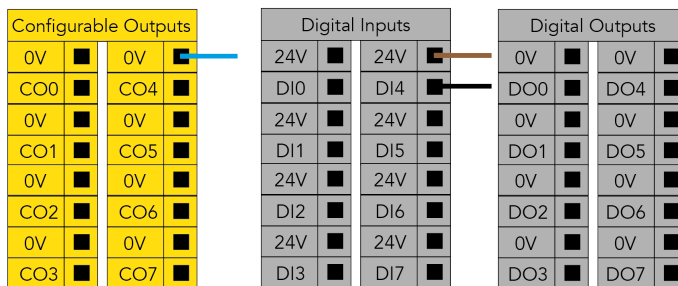 Configurable Outputs Digital Inputs Digital Outputs
0V 0V 24V 24V 0V 0V
CO0 CO4 DI0 DI4 DO0 DO4
0V 0V 24V 24V 0V 0V
CO1 CO5 DI1 DI5 DO1 DO5
0V 0V 24V 24V 0V 0V
CO2 CO6 DI2 DI6 DO2 DO6
0V 0V 24V 24V 0V 0V
CO3 CO7 DI3 DI7 DO3 DO7